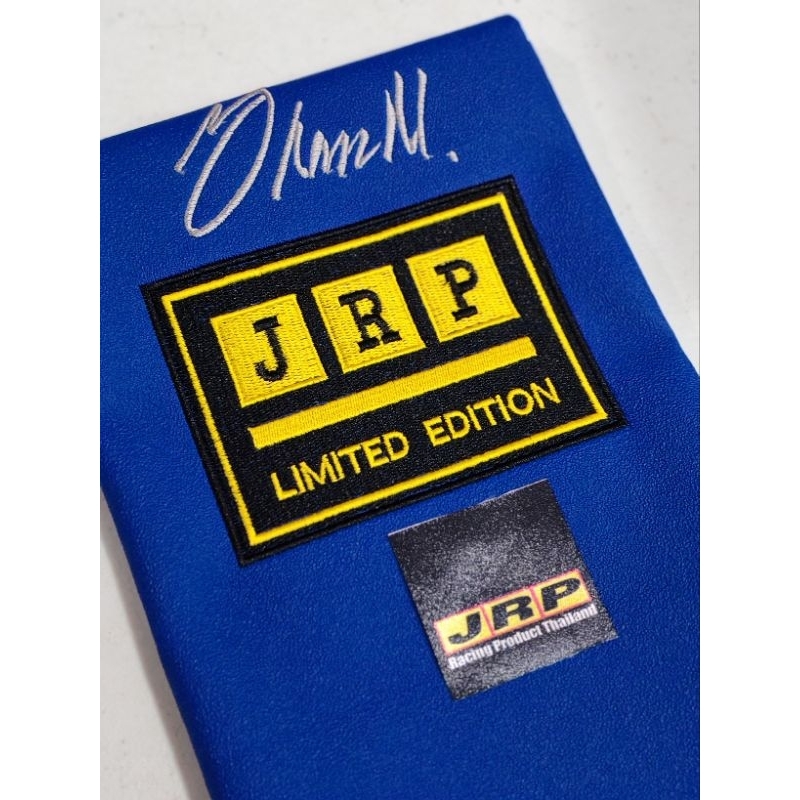 JRP
LIMITED EDITION
JRP
Racing Product Thailand